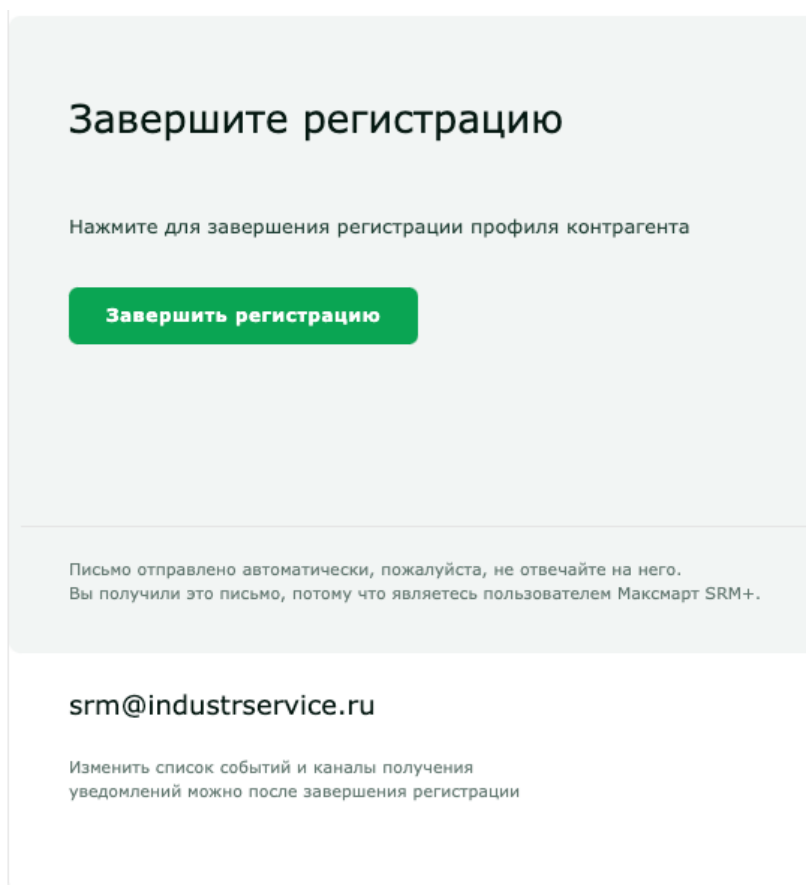 Завершите регистрацию
Нажмите для завершения регистрации профиля контрагента
Завершить регистрацию
Письмо отправлено автоматически, пожалуйста, не отвечайте на него.
Вы получили это письмо, потому что являетесь пользователем Максмарт SRM+.
srm@industrservice.ru
Изменить список событий и каналы получения
уведомлений можно после завершения регистрации